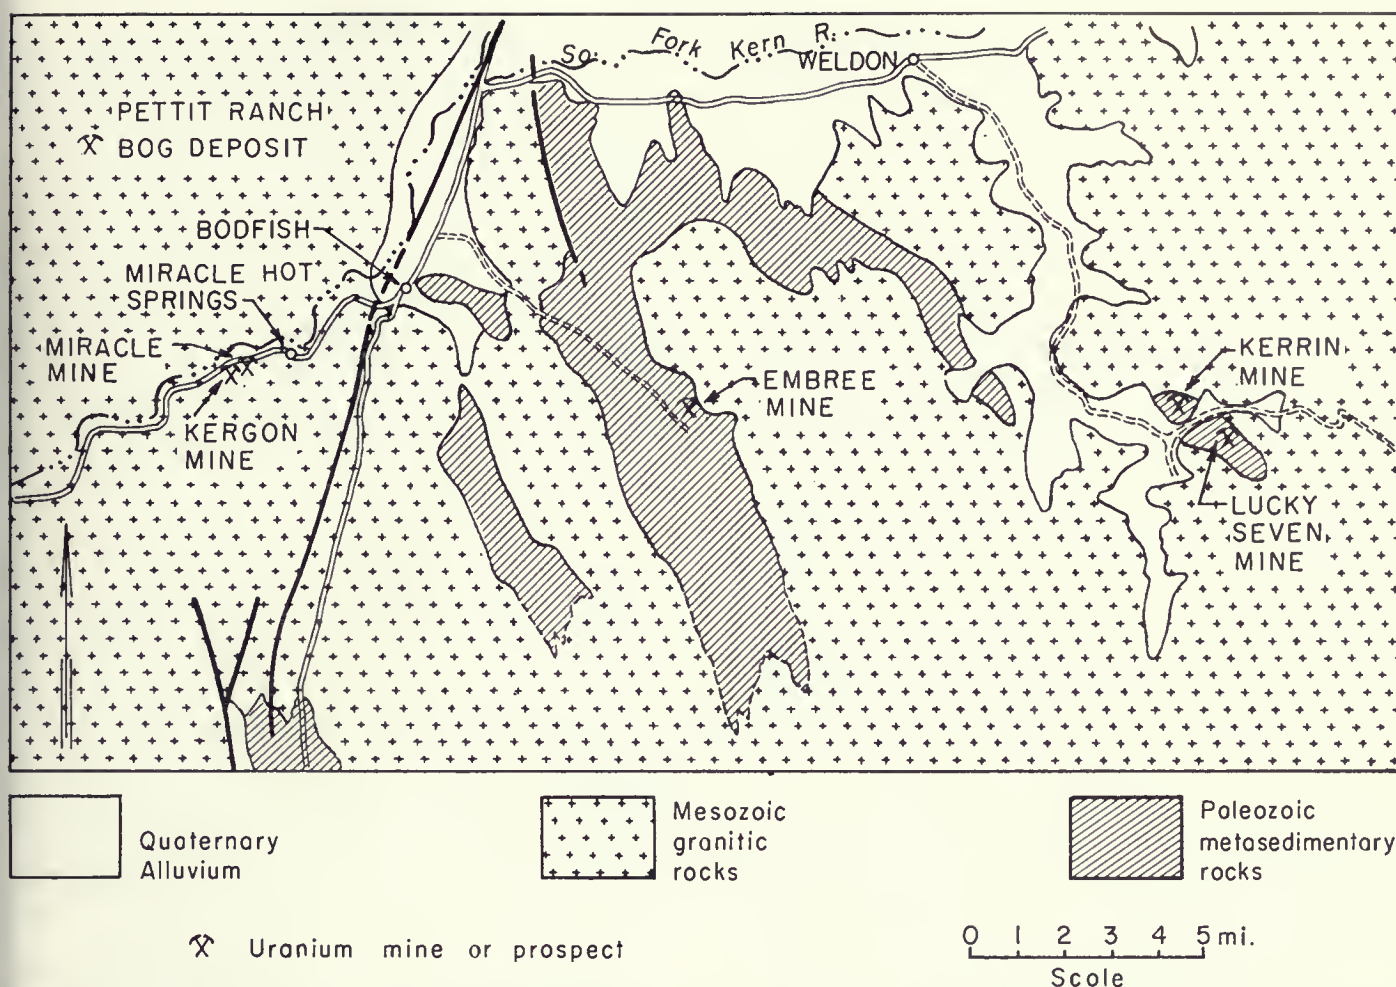 So. Fork Kern R.
WELDON
PETTIT RANCH
BOG DEPOSIT
BODFISH
MIRACLE HOT
SPRINGS
MIRACLE
MINE
KERGON
MINE
EMBREE
MINE
KERRIN
MINE
LUCKY
SEVEN
MINE
Quaternary
Alluvium
Mesozoic
granitic
rocks
Paleozoic
metasedimentary
rocks
Uranium mine or prospect
0 1 2 3 4 5 mi.
Scale